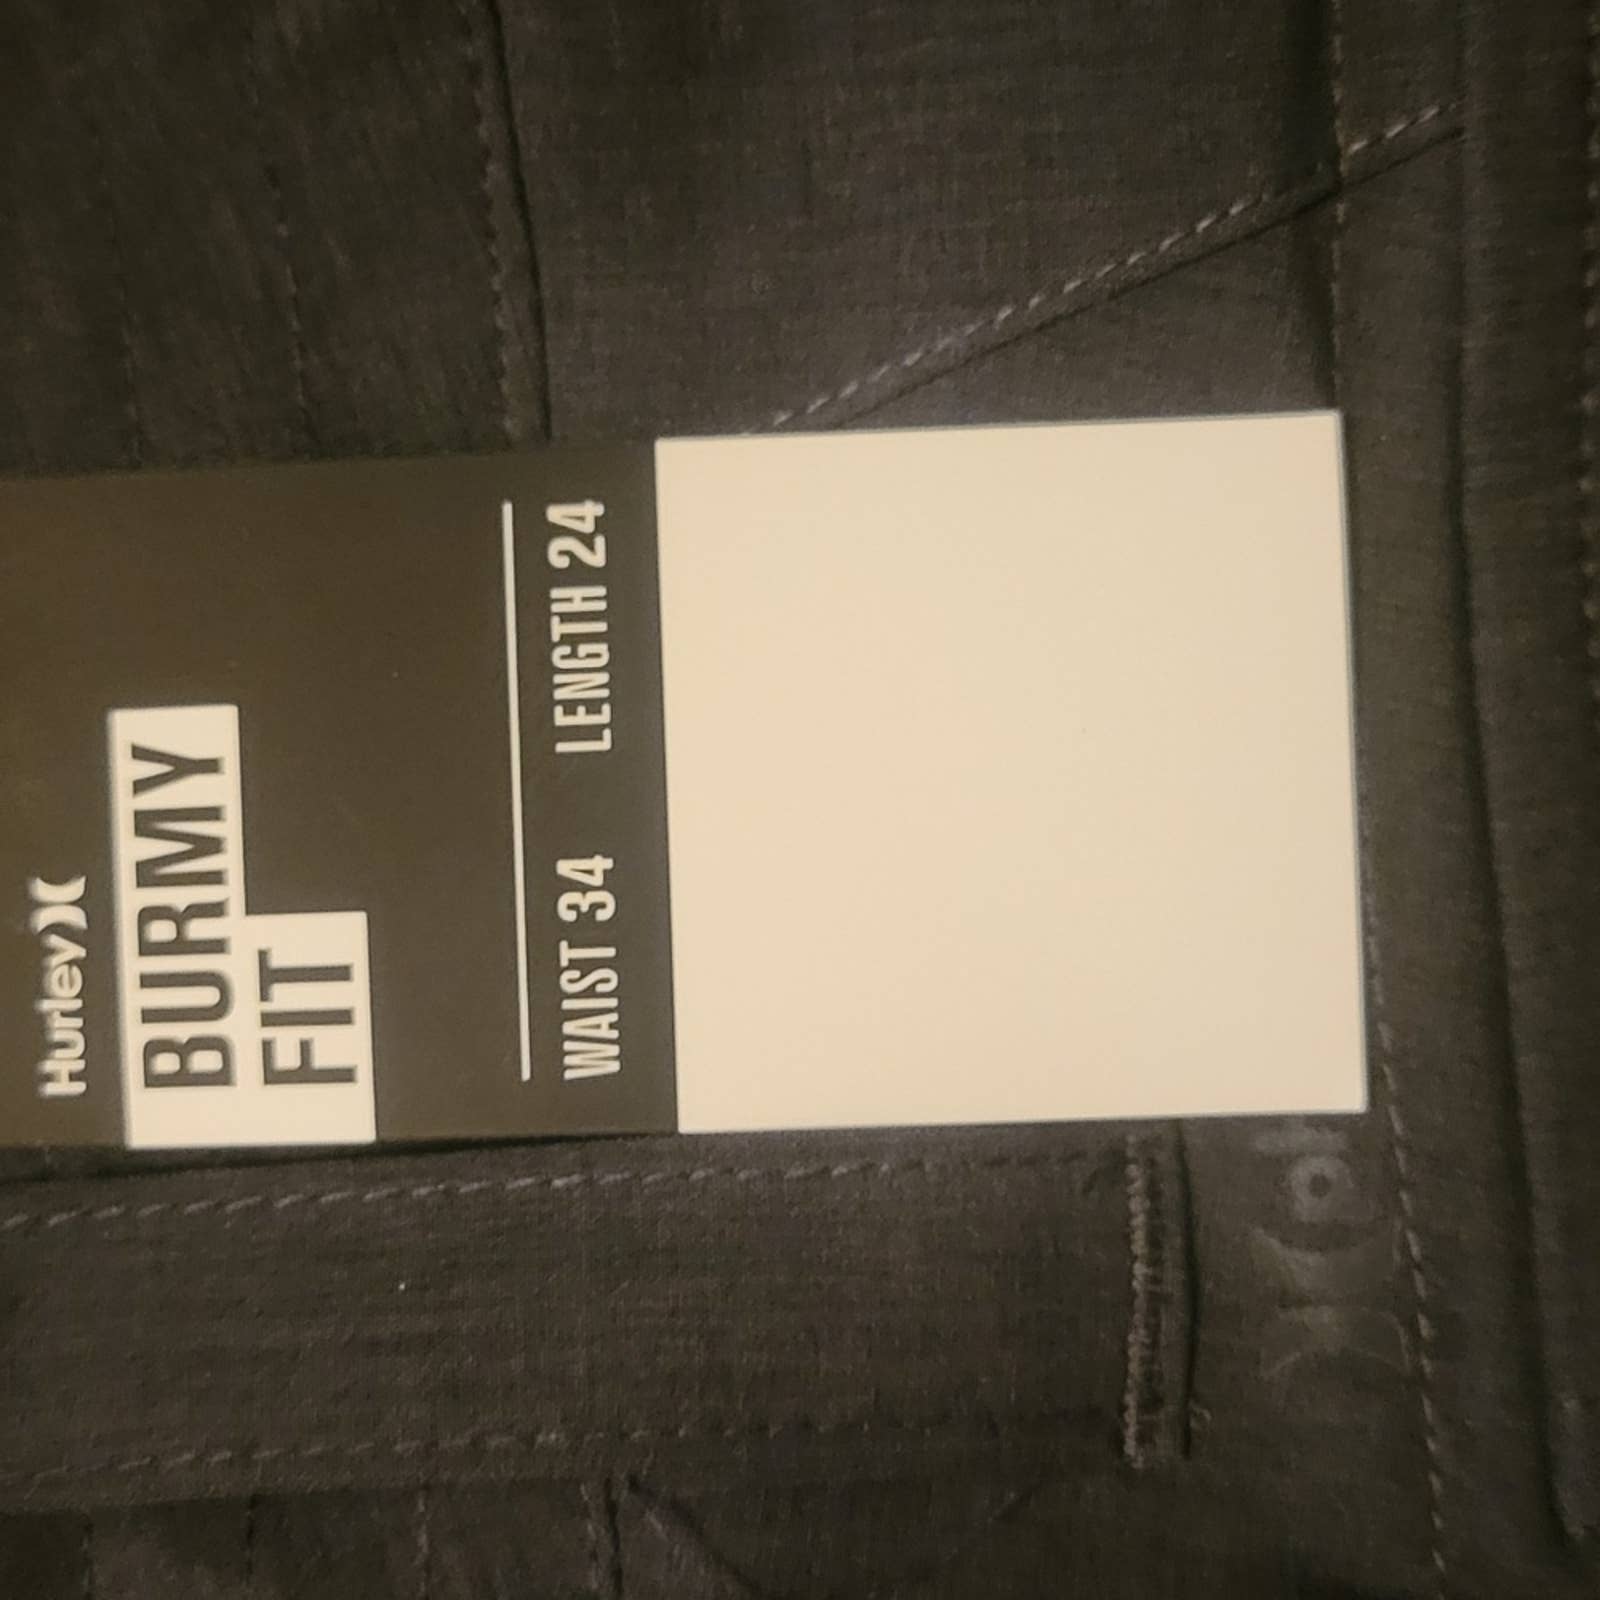 Hurley
BURMY
FIT
WAIST 34 LENGTH 24